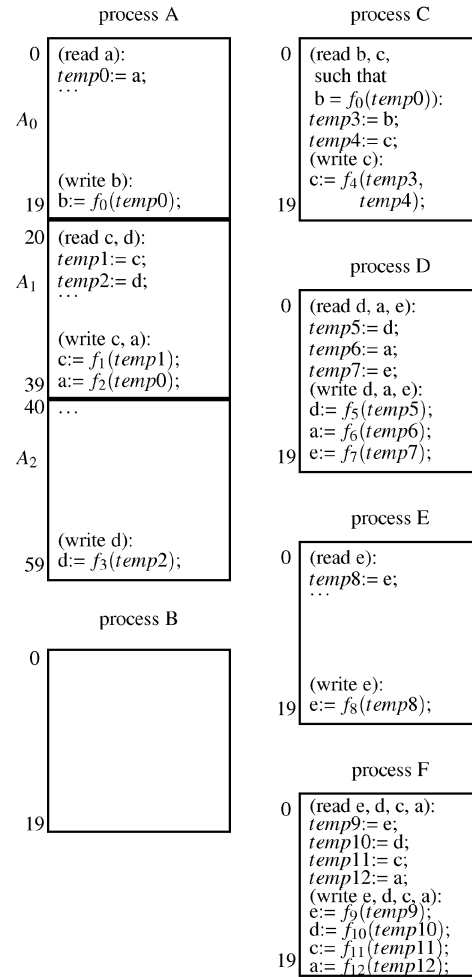 process A
0
(read a):
temp0:= a;
...
A₀
(write b):
19
b:= f₀(temp0);
20
(read c, d):
temp1:= c;
A₁
temp2:= d;
...
(write c, a):
c:= f₁(temp1);
39
a:= f₂(temp0);
40
...
A₂
(write d):
59
d:= f₃(temp2);
process B
0
19
process C
0
(read b, c,
such that
b = f₀(temp0)):
temp3:= b;
temp4:= c;
(write c):
c:= f₄(temp3,
19
temp4);
process D
0
(read d, a, e):
temp5:= d;
temp6:= a;
temp7:= e;
(write d, a, e):
d:= f₅(temp5);
a:= f₆(temp6);
19
e:= f₇(temp7);
process E
0
(read e):
temp8:= e;
...
(write e):
19
e:= f₈(temp8);
process F
0
(read e, d, c, a):
temp9:= e;
temp10:= d;
temp11:= c;
temp12:= a;
(write e, d, c, a):
e:= f₉(temp9);
d:= f₁₀(temp10);
c:= f₁₁(temp11);
19
a:= f₁₂(temp12);